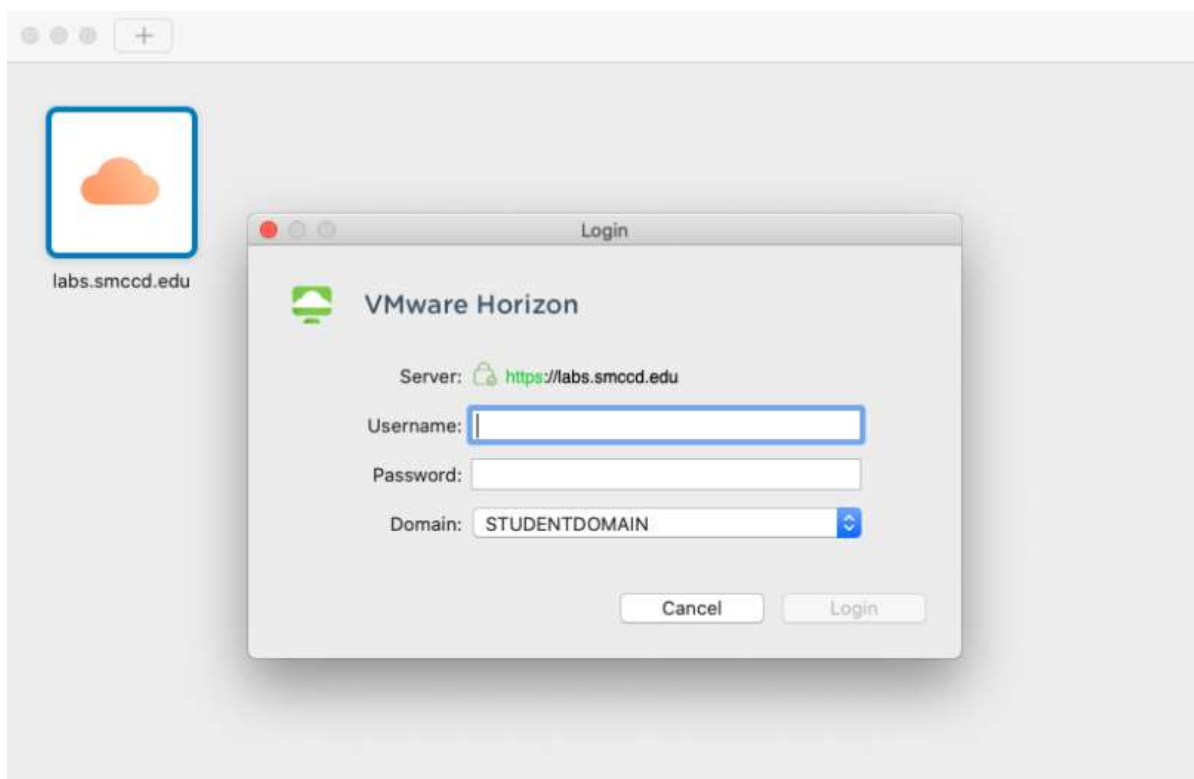 labs.smccd.edu
Login
VMware Horizon
Server: https://labs.smccd.edu
Username:
Password:
Domain: STUDENTDOMAIN
Cancel Login